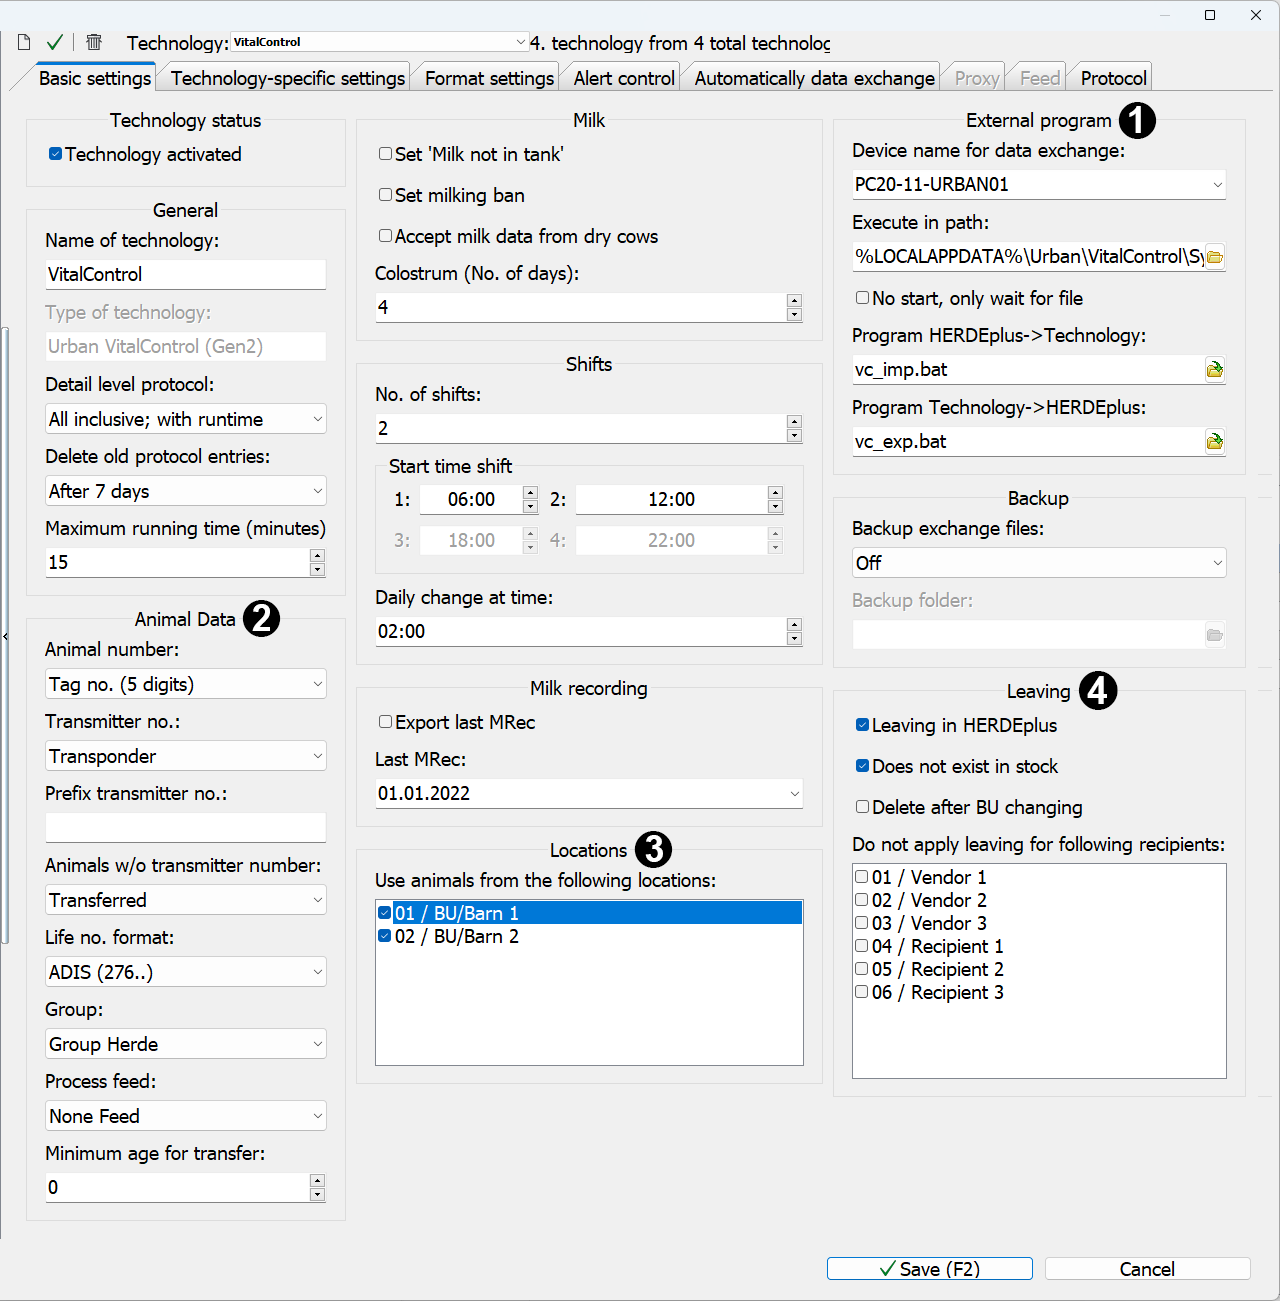 Technology: VitalControl 4. technology from 4 total technolog
Basic settings Technology-specific settings Format settings Alert control Automatically data exchange Proxy Feed Protocol
Technology status
Technology activated
General
Name of technology:
VitalControl
Type of technology:
Urban VitalControl (Gen2)
Detail level protocol:
All inclusive; with runtime
Delete old protocol entries:
After 7 days
Maximum running time (minutes)
15
Animal Data 2
Animal number:
Tag no. (5 digits)
Transmitter no.:
Transponder
Prefix transmitter no.:
Animals w/o transmitter number:
Transferred
Life no. format:
ADIS (276..)
Group:
Group Herde
Process feed:
None Feed
Minimum age for transfer:
0
Milk
Set 'Milk not in tank'
Set milking ban
Accept milk data from dry cows
Colostrum (No. of days):
4
Shifts
No. of shifts:
2
Start time shift
1: 06:00 2: 12:00
3: 18:00 4: 22:00
Daily change at time:
02:00
Milk recording
Export last MRec
Last MRec:
01.01.2022
Locations 3
Use animals from the following locations:
01 / BU/Barn 1
02 / BU/Barn 2
External program 1
Device name for data exchange:
PC20-11-URBAN01
Execute in path:
%LOCALAPPDATA%\Urban\VitalControl\Sy
No start, only wait for file
Program HERDEplus->Technology:
vc_imp.bat
Program Technology->HERDEplus:
vc_exp.bat
Backup
Backup exchange files:
Off
Backup folder:
Leaving 4
Leaving in HERDEplus
Does not exist in stock
Delete after BU changing
Do not apply leaving for following recipients:
01 / Vendor 1
02 / Vendor 2
03 / Vendor 3
04 / Recipient 1
05 / Recipient 2
06 / Recipient 3
Save (F2) Cancel